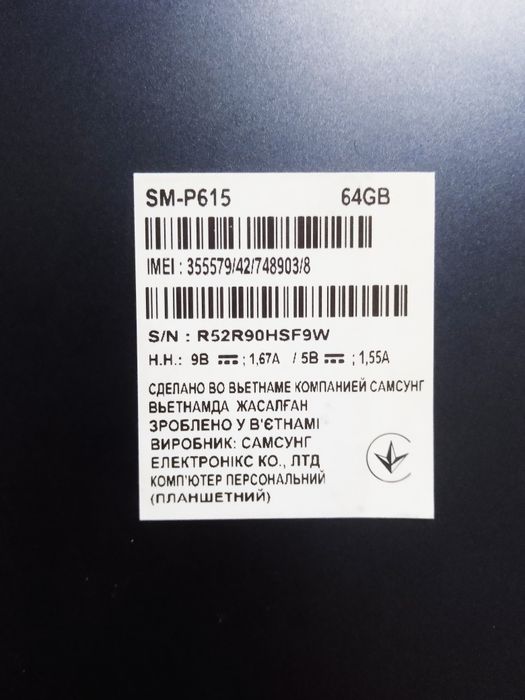 SM-P615 64GB
IMEI : 355579/42/748903/8
S/N : R52R90HSF9W
Н.Н.: 9В ⎓ ; 1,67А / 5В ⎓ ; 1,55А
СДЕЛАНО ВО ВЬЕТНАМЕ КОМПАНИЕЙ САМСУНГ
ВЬЕТНАМДА ЖАСАЛҒАН
ЗРОБЛЕНО У В'ЄТНАМІ
ВИРОБНИК: САМСУНГ
ЕЛЕКТРОНІКС КО., ЛТД
КОМП'ЮТЕР ПЕРСОНАЛЬНИЙ
(ПЛАНШЕТНИЙ)